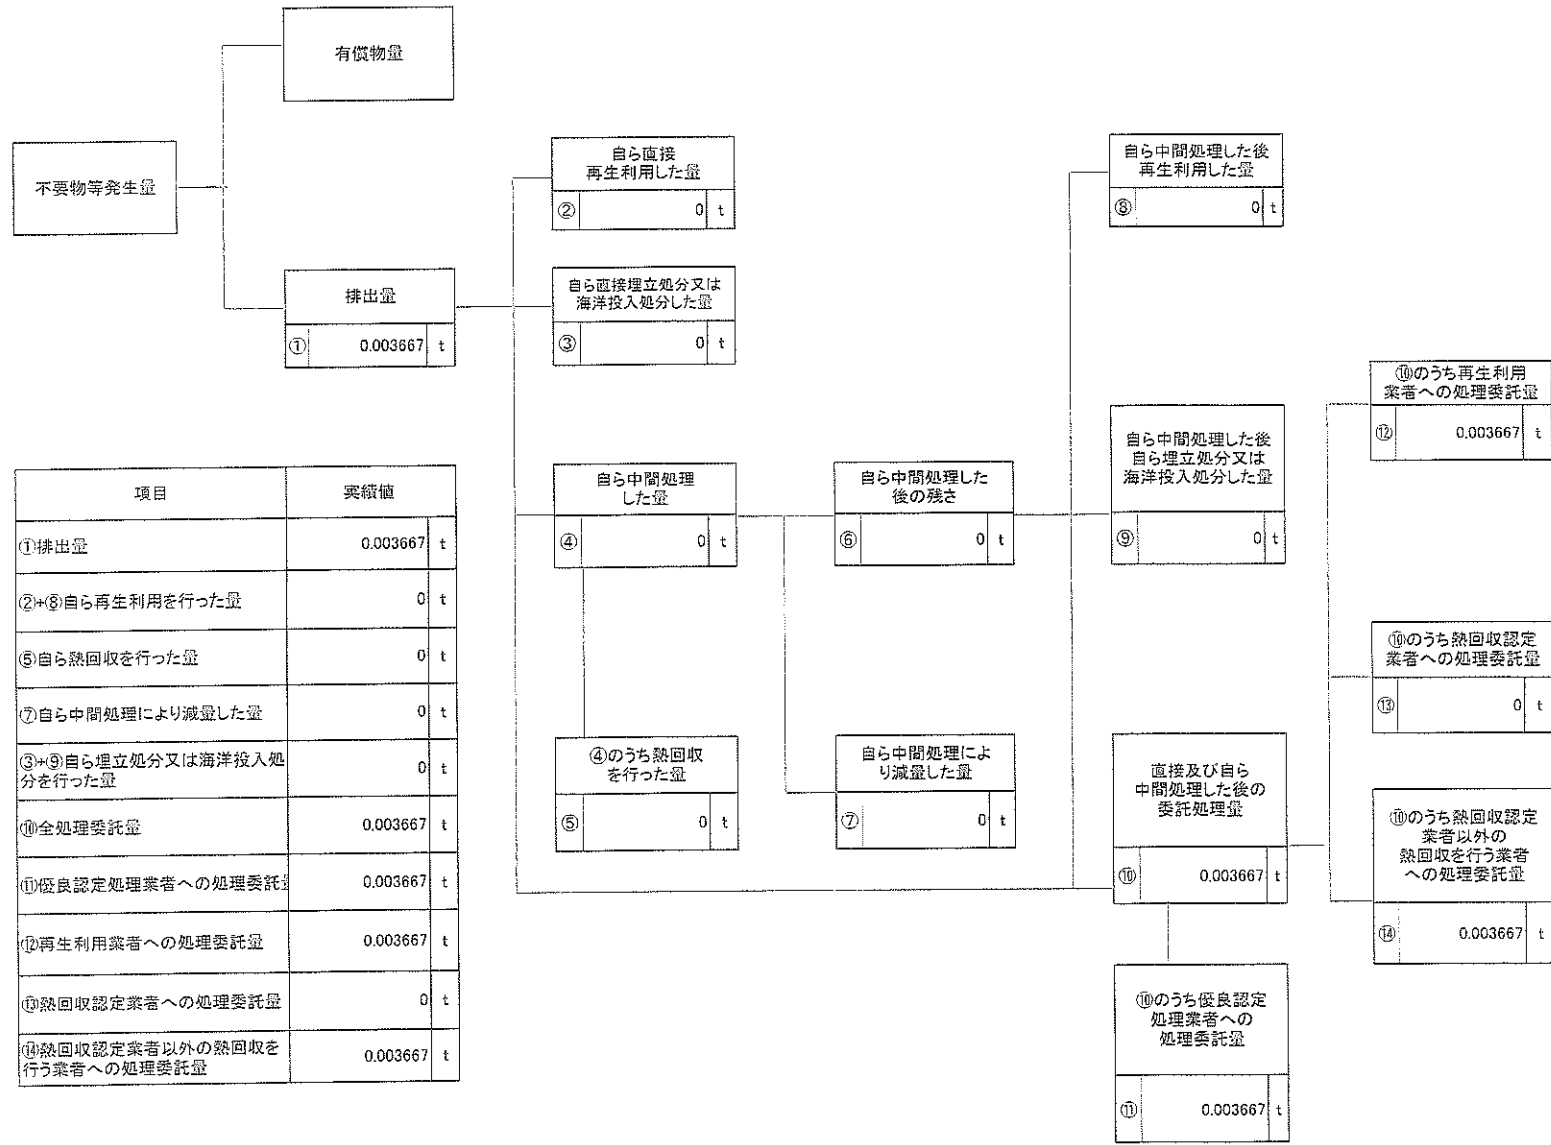 有償物量
不要物等発生量
排出量
① 0.003667 t
自ら直接
再生利用した量
② 0 t
自ら直接埋立処分又は
海洋投入処分した量
③ 0 t
自ら中間処理
した量
④ 0 t
④のうち熱回収
を行った量
⑤ 0 t
自ら中間処理した
後の残さ
⑥ 0 t
自ら中間処理によ
り減量した量
⑦ 0 t
自ら中間処理した後
再生利用した量
⑧ 0 t
自ら中間処理した後
自ら埋立処分又は
海洋投入処分した量
⑨ 0 t
直接及び自ら
中間処理した後の
委託処理量
⑩ 0.003667 t
⑩のうち優良認定
処理業者への
処理委託量
⑪ 0.003667 t
⑩のうち再生利用
業者への処理委託量
⑫ 0.003667 t
⑩のうち熱回収認定
業者への処理委託量
⑬ 0 t
⑩のうち熱回収認定
業者以外の
熱回収を行う業者
への処理委託量
⑭ 0.003667 t
項目 実績値
①排出量 0.003667 t
②+⑧自ら再生利用を行った量 0 t
⑤自ら熱回収を行った量 0 t
⑦自ら中間処理により減量した量 0 t
③+⑨自ら埋立処分又は海洋投入処
分を行った量 0 t
⑩全処理委託量 0.003667 t
⑪優良認定処理業者への処理委託 0.003667 t
⑫再生利用業者への処理委託量 0.003667 t
⑬熱回収認定業者への処理委託量 0 t
⑭熱回収認定業者以外の熱回収を
行う業者への処理委託量 0.003667 t